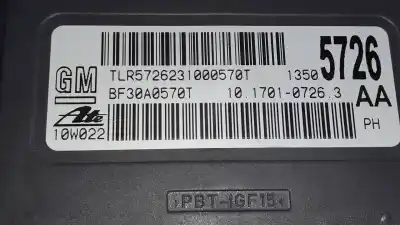 GM
TLR5726231000570T 1350 5726
BF30A0570T 10.1701-0726.3 AA
Ate
10W022 PH
>PBT-IGF15<